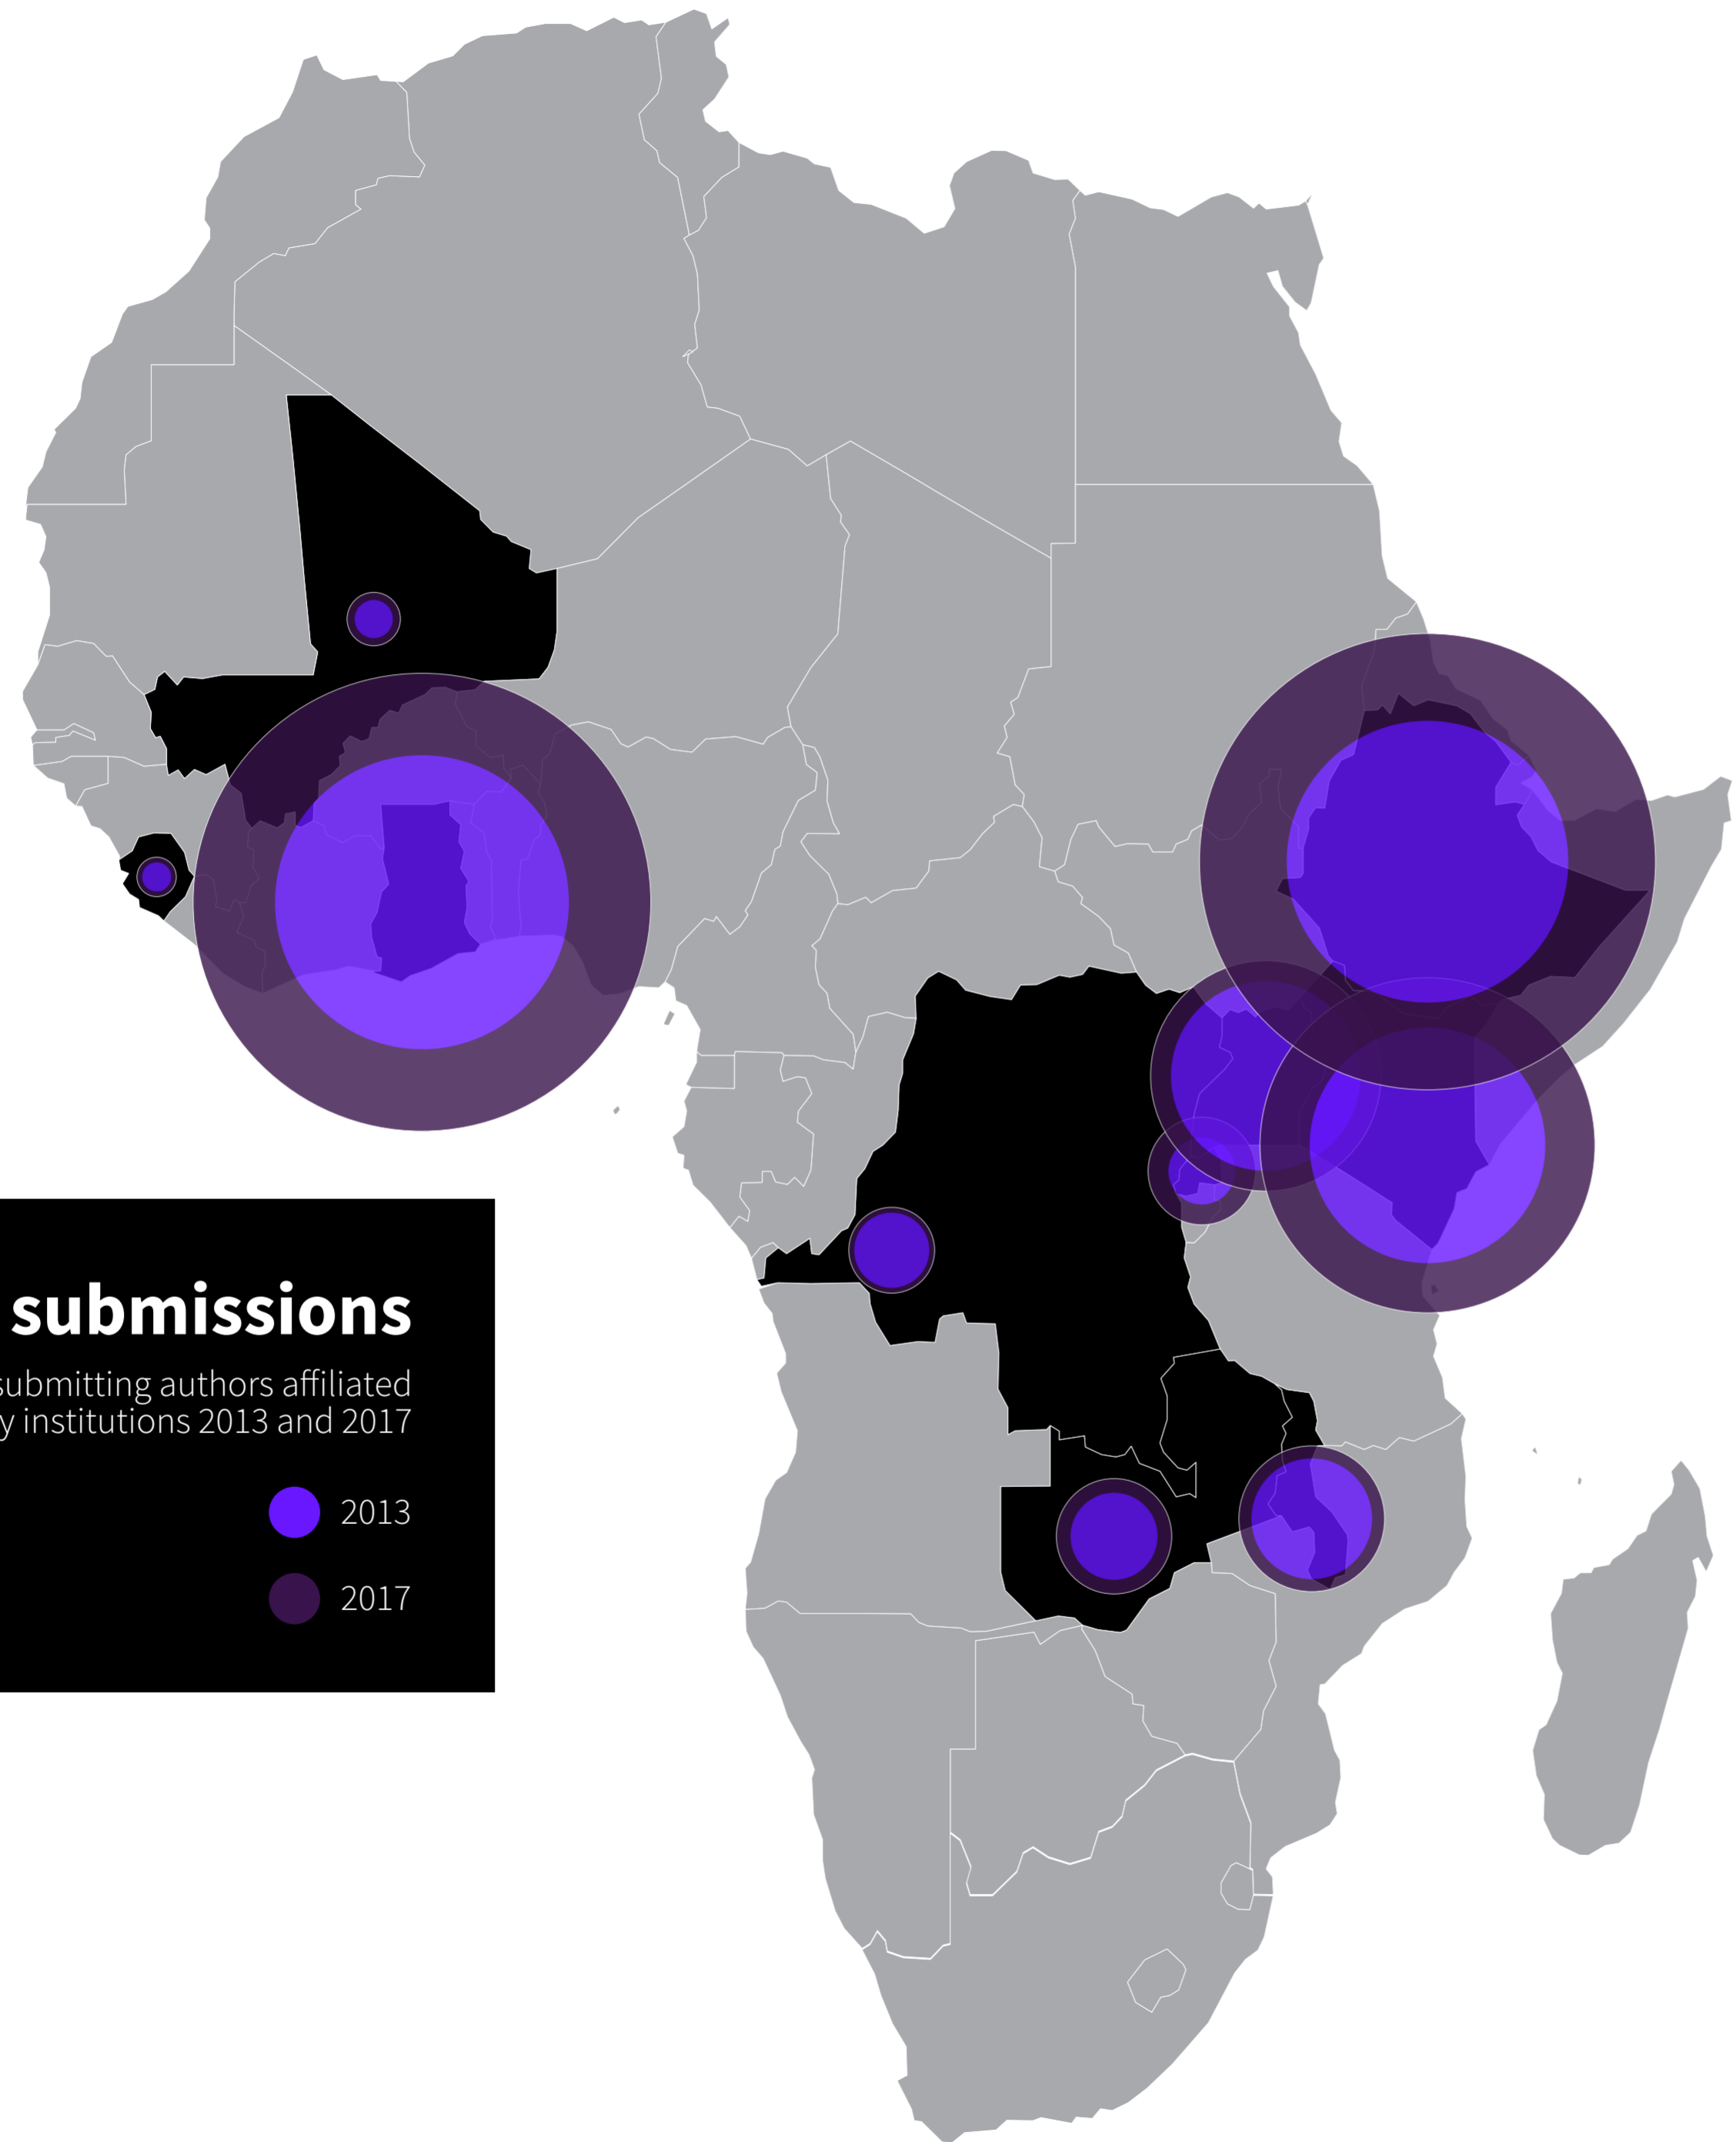 submissions
submitting authors affiliated
y institutions 2013 and 2017
2013
2017